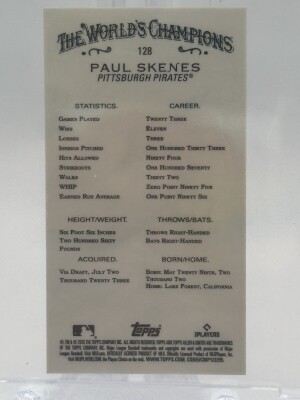 THE WORLD'S CHAMPIONS
128
PAUL SKENES
PITTSBURGH PIRATES®
STATISTICS. CAREER.
GAMES PLAYED TWENTY THREE
WINS ELEVEN
LOSSES THREE
INNINGS PITCHED ONE HUNDRED THIRTY THREE
HITS ALLOWED NINETY FOUR
STRIKEOUTS ONE HUNDRED SEVENTY
WALKS THIRTY TWO
WHIP ZERO POINT NINETY FIVE
EARNED RUN AVERAGE ONE POINT NINETY SIX
HEIGHT/WEIGHT. THROWS/BATS.
SIX FOOT SIX INCHES THROWS RIGHT-HANDED
TWO HUNDRED SIXTY BATS RIGHT-HANDED
POUNDS
ACQUIRED. BORN/HOME.
VIA DRAFT, JULY TWO BORN: MAY TWENTY NINTH, TWO
THOUSAND TWENTY THREE THOUSAND TWO
HOME: LAKE FOREST, CALIFORNIA
Topps
PLAYERS